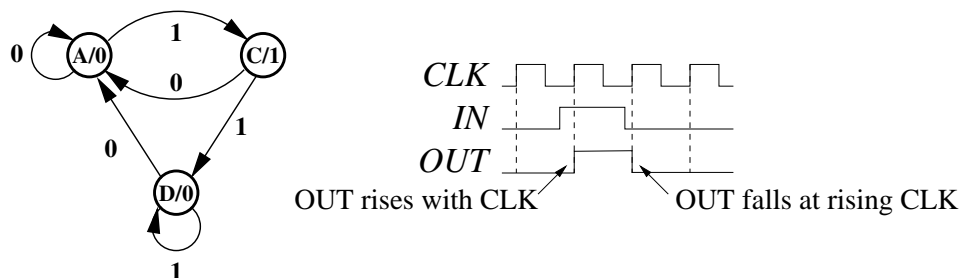 0
A/0
1
C/1
0
0
1
D/0
1
CLK
IN
OUT
OUT rises with CLK
OUT falls at rising CLK